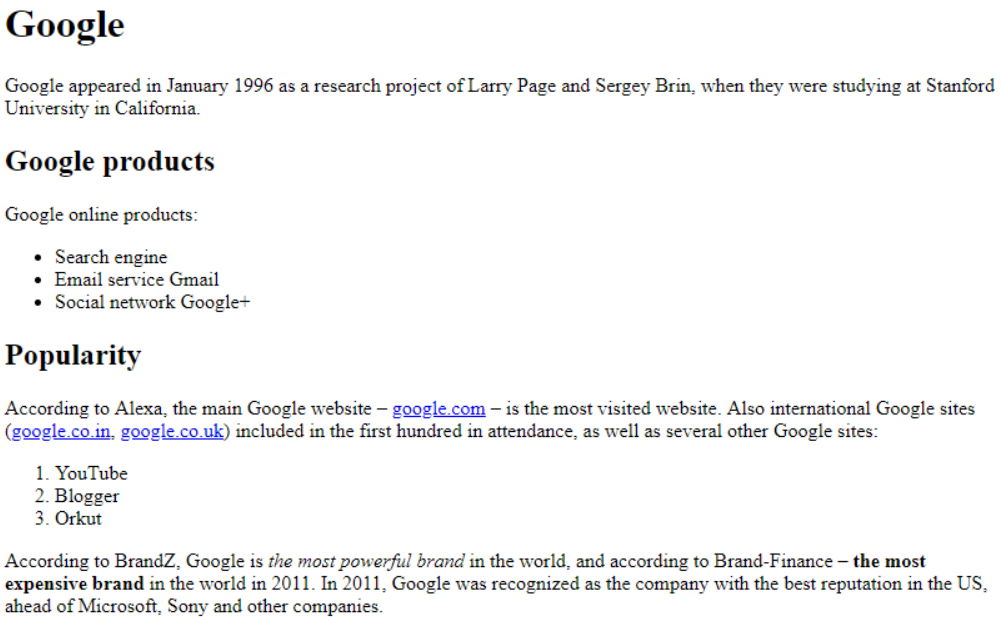 Google
Google appeared in January 1996 as a research project of Larry Page and Sergey Brin, when they were studying at Stanford
University in California.
Google products
Google online products:
• Search engine
• Email service Gmail
• Social network Google+
Popularity
According to Alexa, the main Google website – google.com – is the most visited website. Also international Google sites
(google.co.in, google.co.uk) included in the first hundred in attendance, as well as several other Google sites:
1. YouTube
2. Blogger
3. Orkut
According to BrandZ, Google is the most powerful brand in the world, and according to Brand-Finance – the most
expensive brand in the world in 2011. In 2011, Google was recognized as the company with the best reputation in the US,
ahead of Microsoft, Sony and other companies.